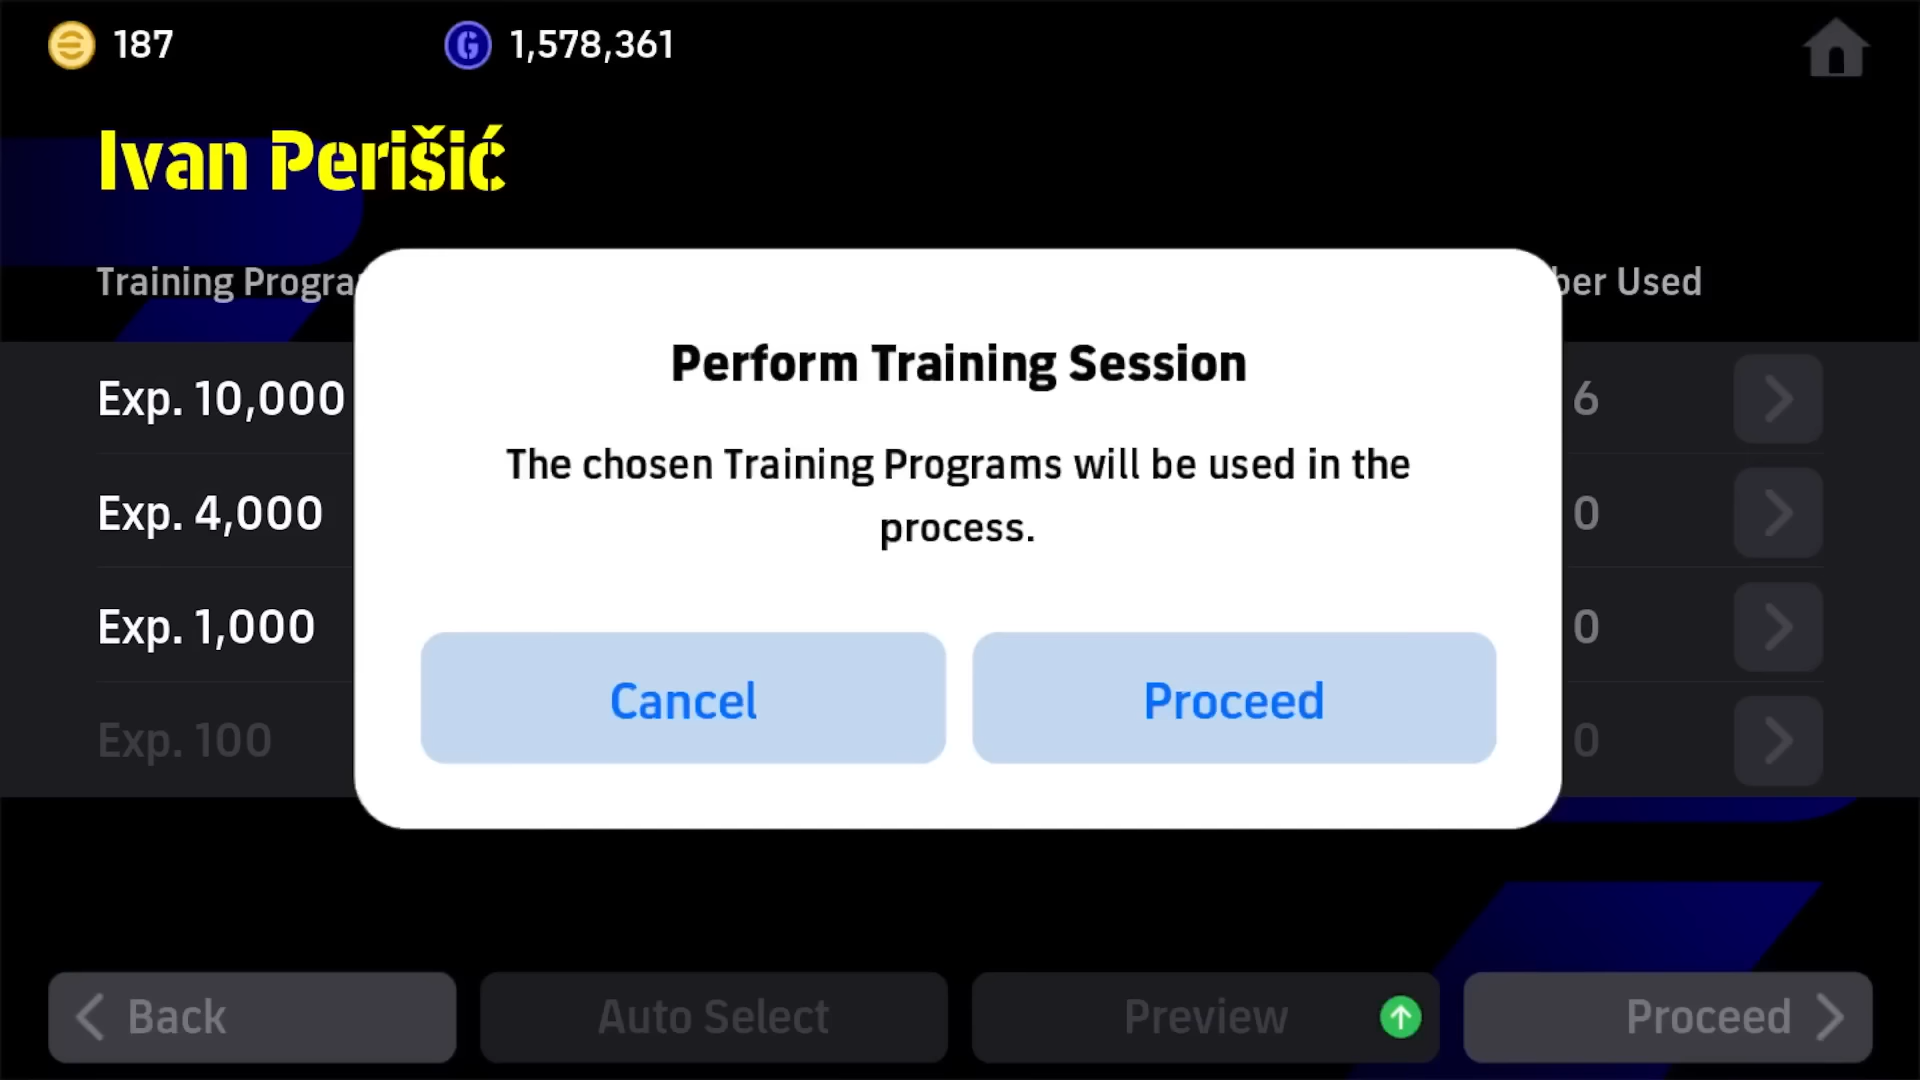 187
1,578,361
Ivan Perišić
Training
Used
Perform Training Session
The chosen Training Programs will be used in the
process.
Exp. 10,000
6
Exp. 4,000
0
Exp. 1,000
0
Exp. 100
0
Cancel
Proceed
Back
Auto Select
Preview
Proceed